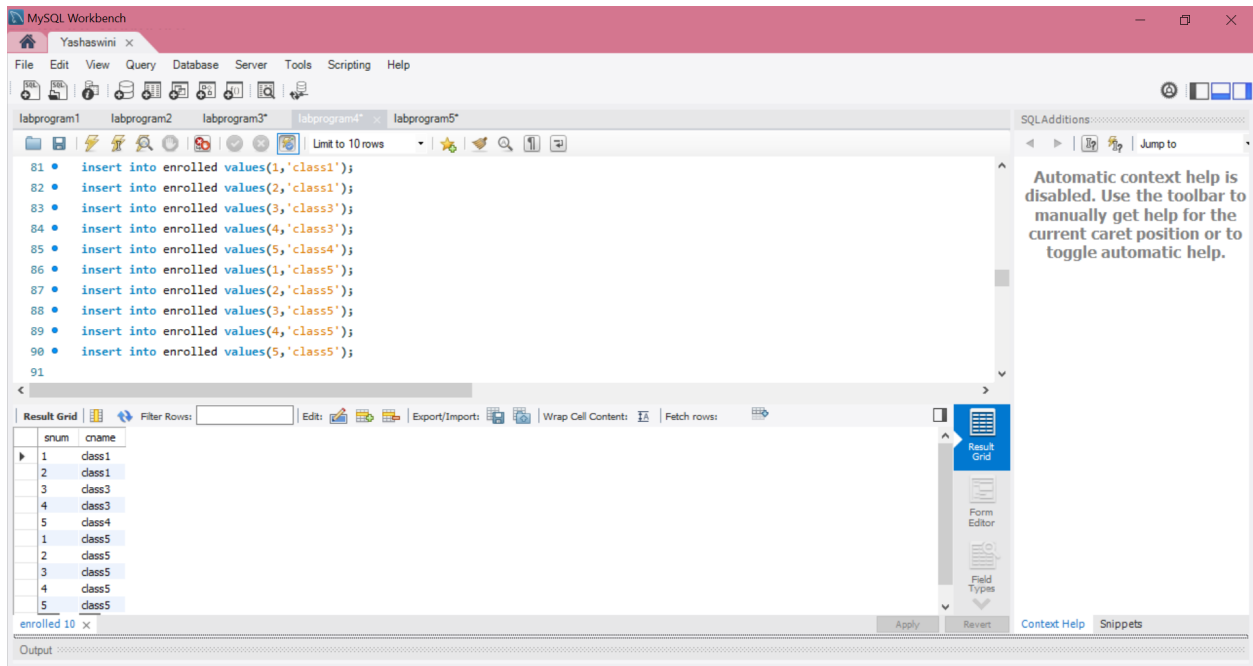 MySQL Workbench
Yashaswini ×
File Edit View Query Database Server Tools Scripting Help
labprogram1 labprogram2 labprogram3* labprogram4* × labprogram5* SQLAdditions
Limit to 10 rows Jump to
81 insert into enrolled values(1,'class1');
82 insert into enrolled values(2,'class1');
83 insert into enrolled values(3,'class3');
84 insert into enrolled values(4,'class3');
85 insert into enrolled values(5,'class4');
86 insert into enrolled values(1,'class5');
87 insert into enrolled values(2,'class5');
88 insert into enrolled values(3,'class5');
89 insert into enrolled values(4,'class5');
90 insert into enrolled values(5,'class5');
91
Automatic context help is
disabled. Use the toolbar to
manually get help for the
current caret position or to
toggle automatic help.
Result Grid Filter Rows: Edit: Export/Import: Wrap Cell Content: Fetch rows:
snum cname
1 class1
2 class1
3 class3
4 class3
5 class4
1 class5
2 class5
3 class5
4 class5
5 class5
Result
Grid
Form
Editor
Field
Types
enrolled 10 × Apply Revert Context Help Snippets
Output